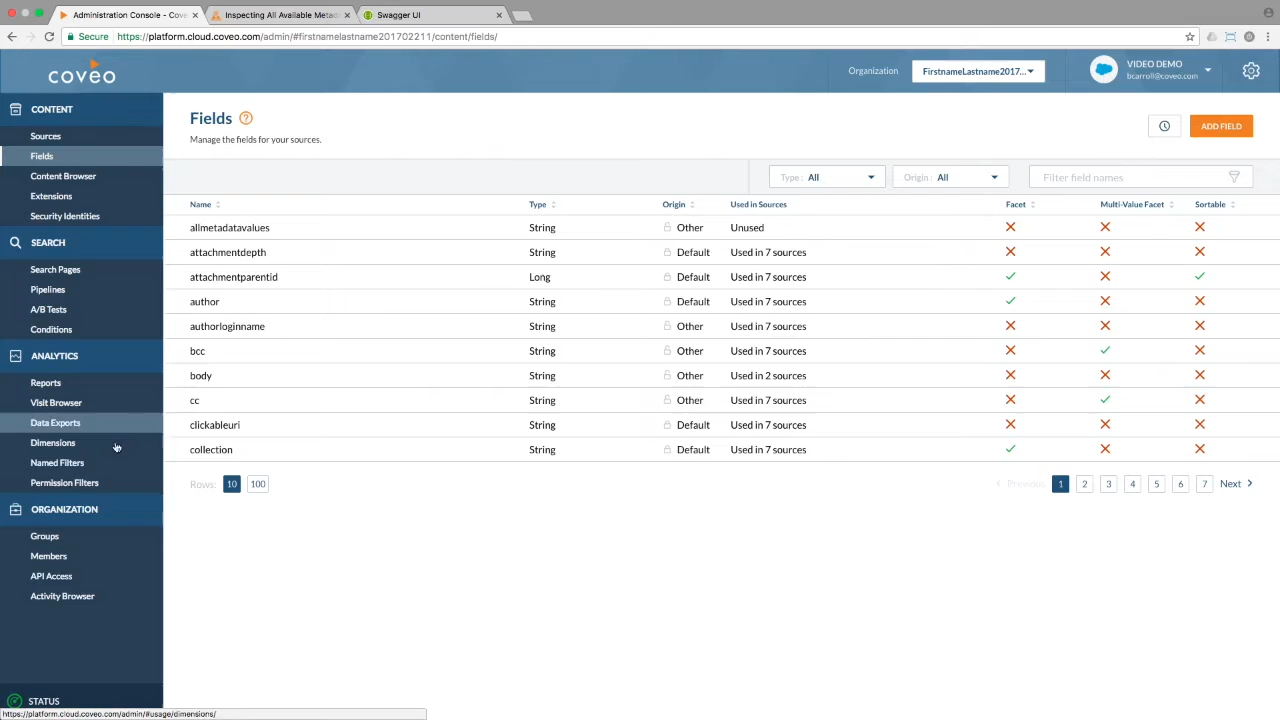 Administration Console - Cove
Inspecting All Available Metad
Swagger UI
Secure
https://platform.cloud.coveo.com/admin/#firstnamelastname201702211/content/fields/
coveo
Organization
FirstnameLastname2017...
VIDEO DEMO
bcarroll@coveo.com
CONTENT
Sources
Fields
Content Browser
Extensions
Security Identities
SEARCH
Search Pages
Pipelines
A/B Tests
Conditions
ANALYTICS
Reports
Visit Browser
Data Exports
Dimensions
Named Filters
Permission Filters
ORGANIZATION
Groups
Members
API Access
Activity Browser
STATUS
https://platform.cloud.coveo.com/admin/#usage/dimensions/
Fields ?
Manage the fields for your sources.
ADD FIELD
Type : All
Origin : All
Filter field names
Name Type Origin Used in Sources Facet Multi-Value Facet Sortable
allmetadatavalues String Other Unused
attachmentdepth String Default Used in 7 sources
attachmentparentid Long Default Used in 7 sources
author String Default Used in 7 sources
authorloginname String Other Used in 7 sources
bcc String Other Used in 7 sources
body String Other Used in 2 sources
cc String Other Used in 7 sources
clickableuri String Default Used in 7 sources
collection String Default Used in 7 sources
Rows: 10 100
Previous 1 2 3 4 5 6 7 Next